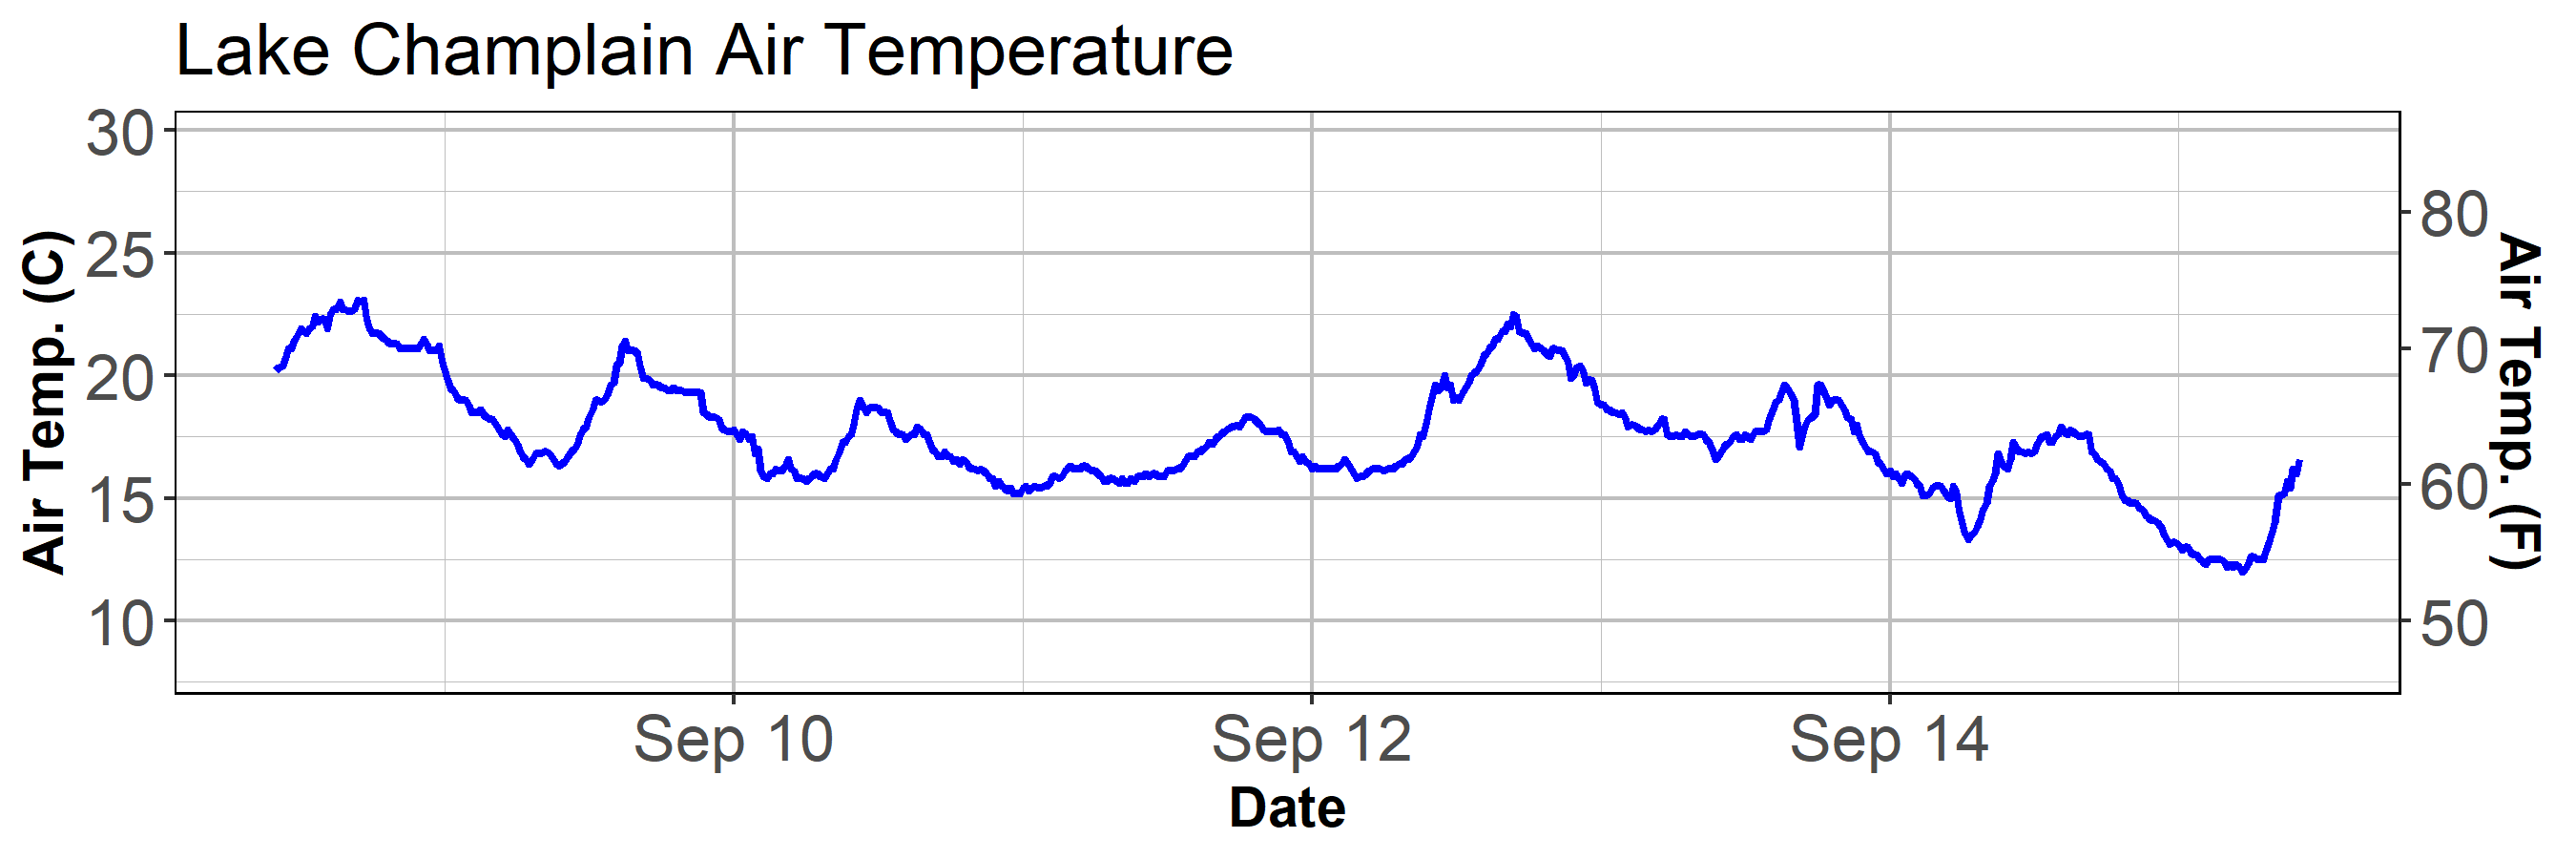 Lake Champlain Air Temperature
Air Temp. (C)
30
25
20
15
10
80
70
60
50
Air Temp. (F)
Sep 10 Sep 12 Sep 14
Date